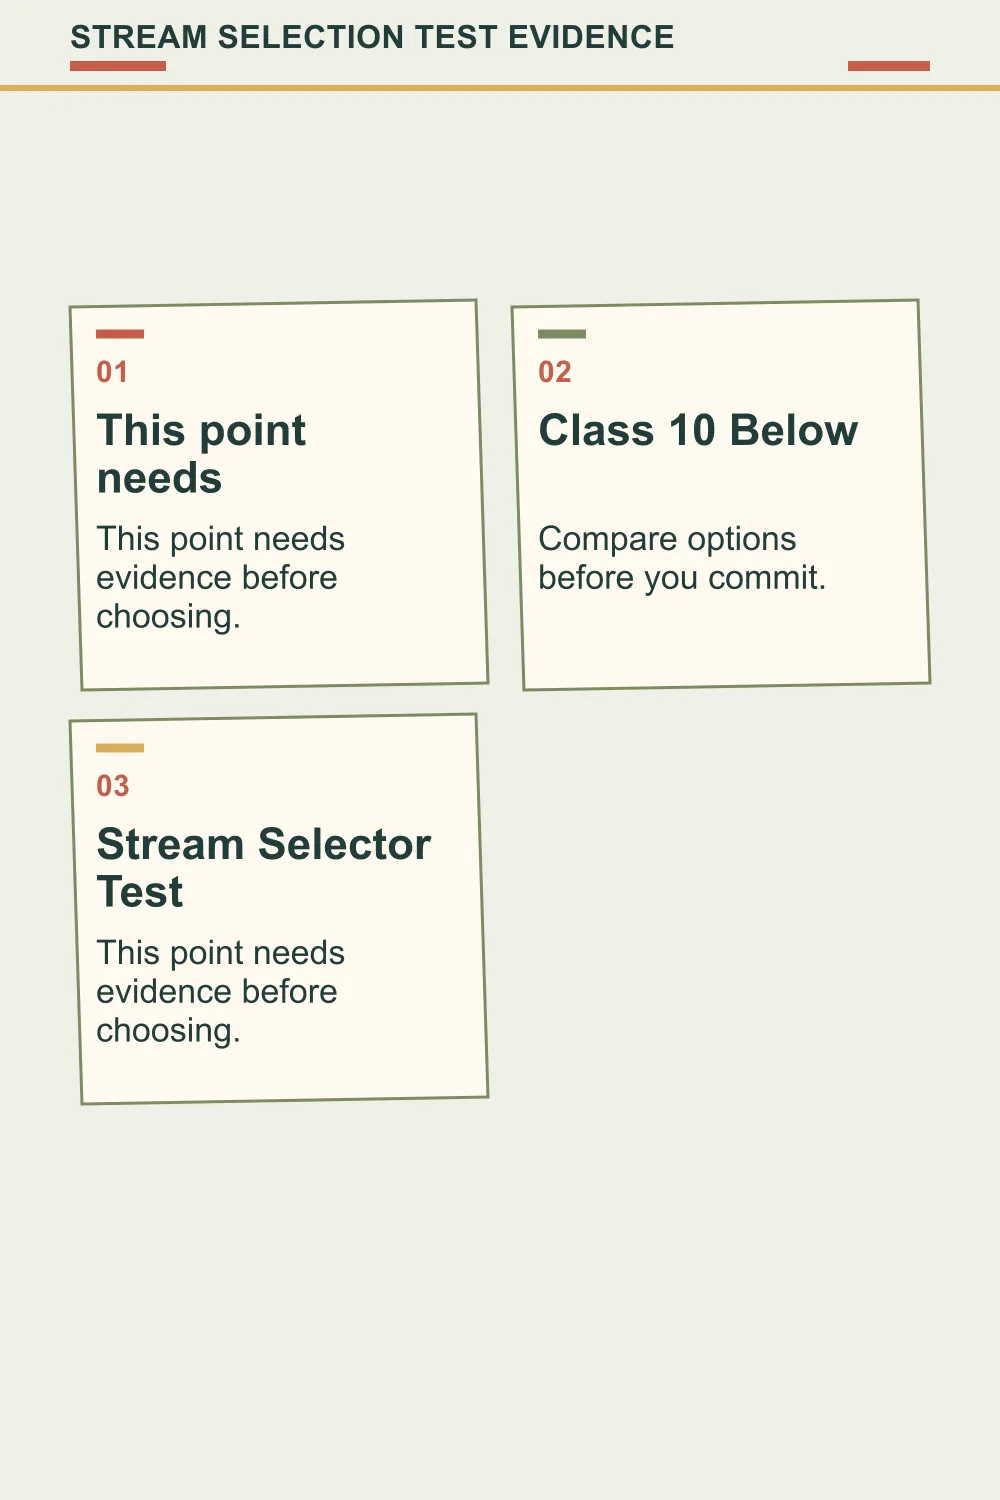 STREAM SELECTION TEST EVIDENCE
01
This point
needs
This point needs
evidence before
choosing.
02
Class 10 Below
Compare options
before you commit.
03
Stream Selector
Test
This point needs
evidence before
choosing.